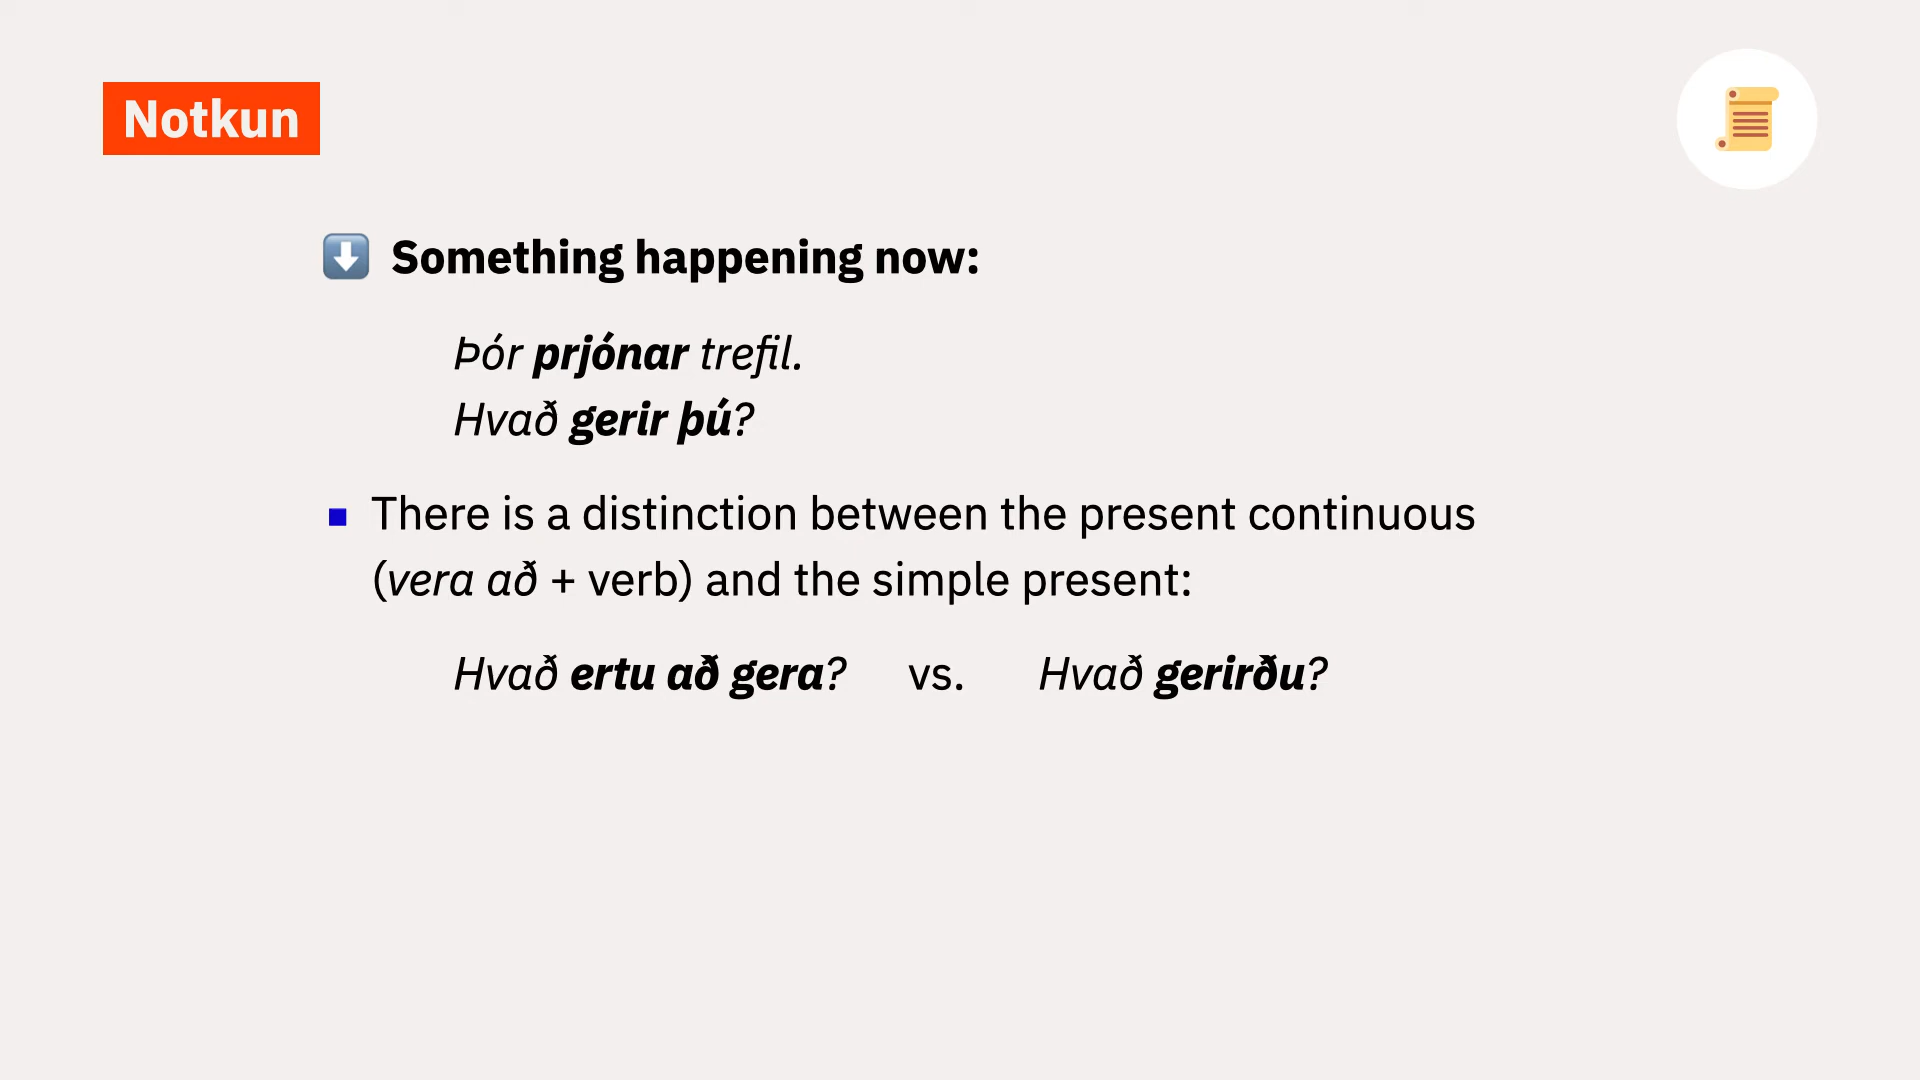 Notkun
Something happening now:
Þór prjónar trefil.
Hvað gerir þú?
There is a distinction between the present continuous
(vera að + verb) and the simple present:
Hvað ertu að gera? vs. Hvað gerirðu?